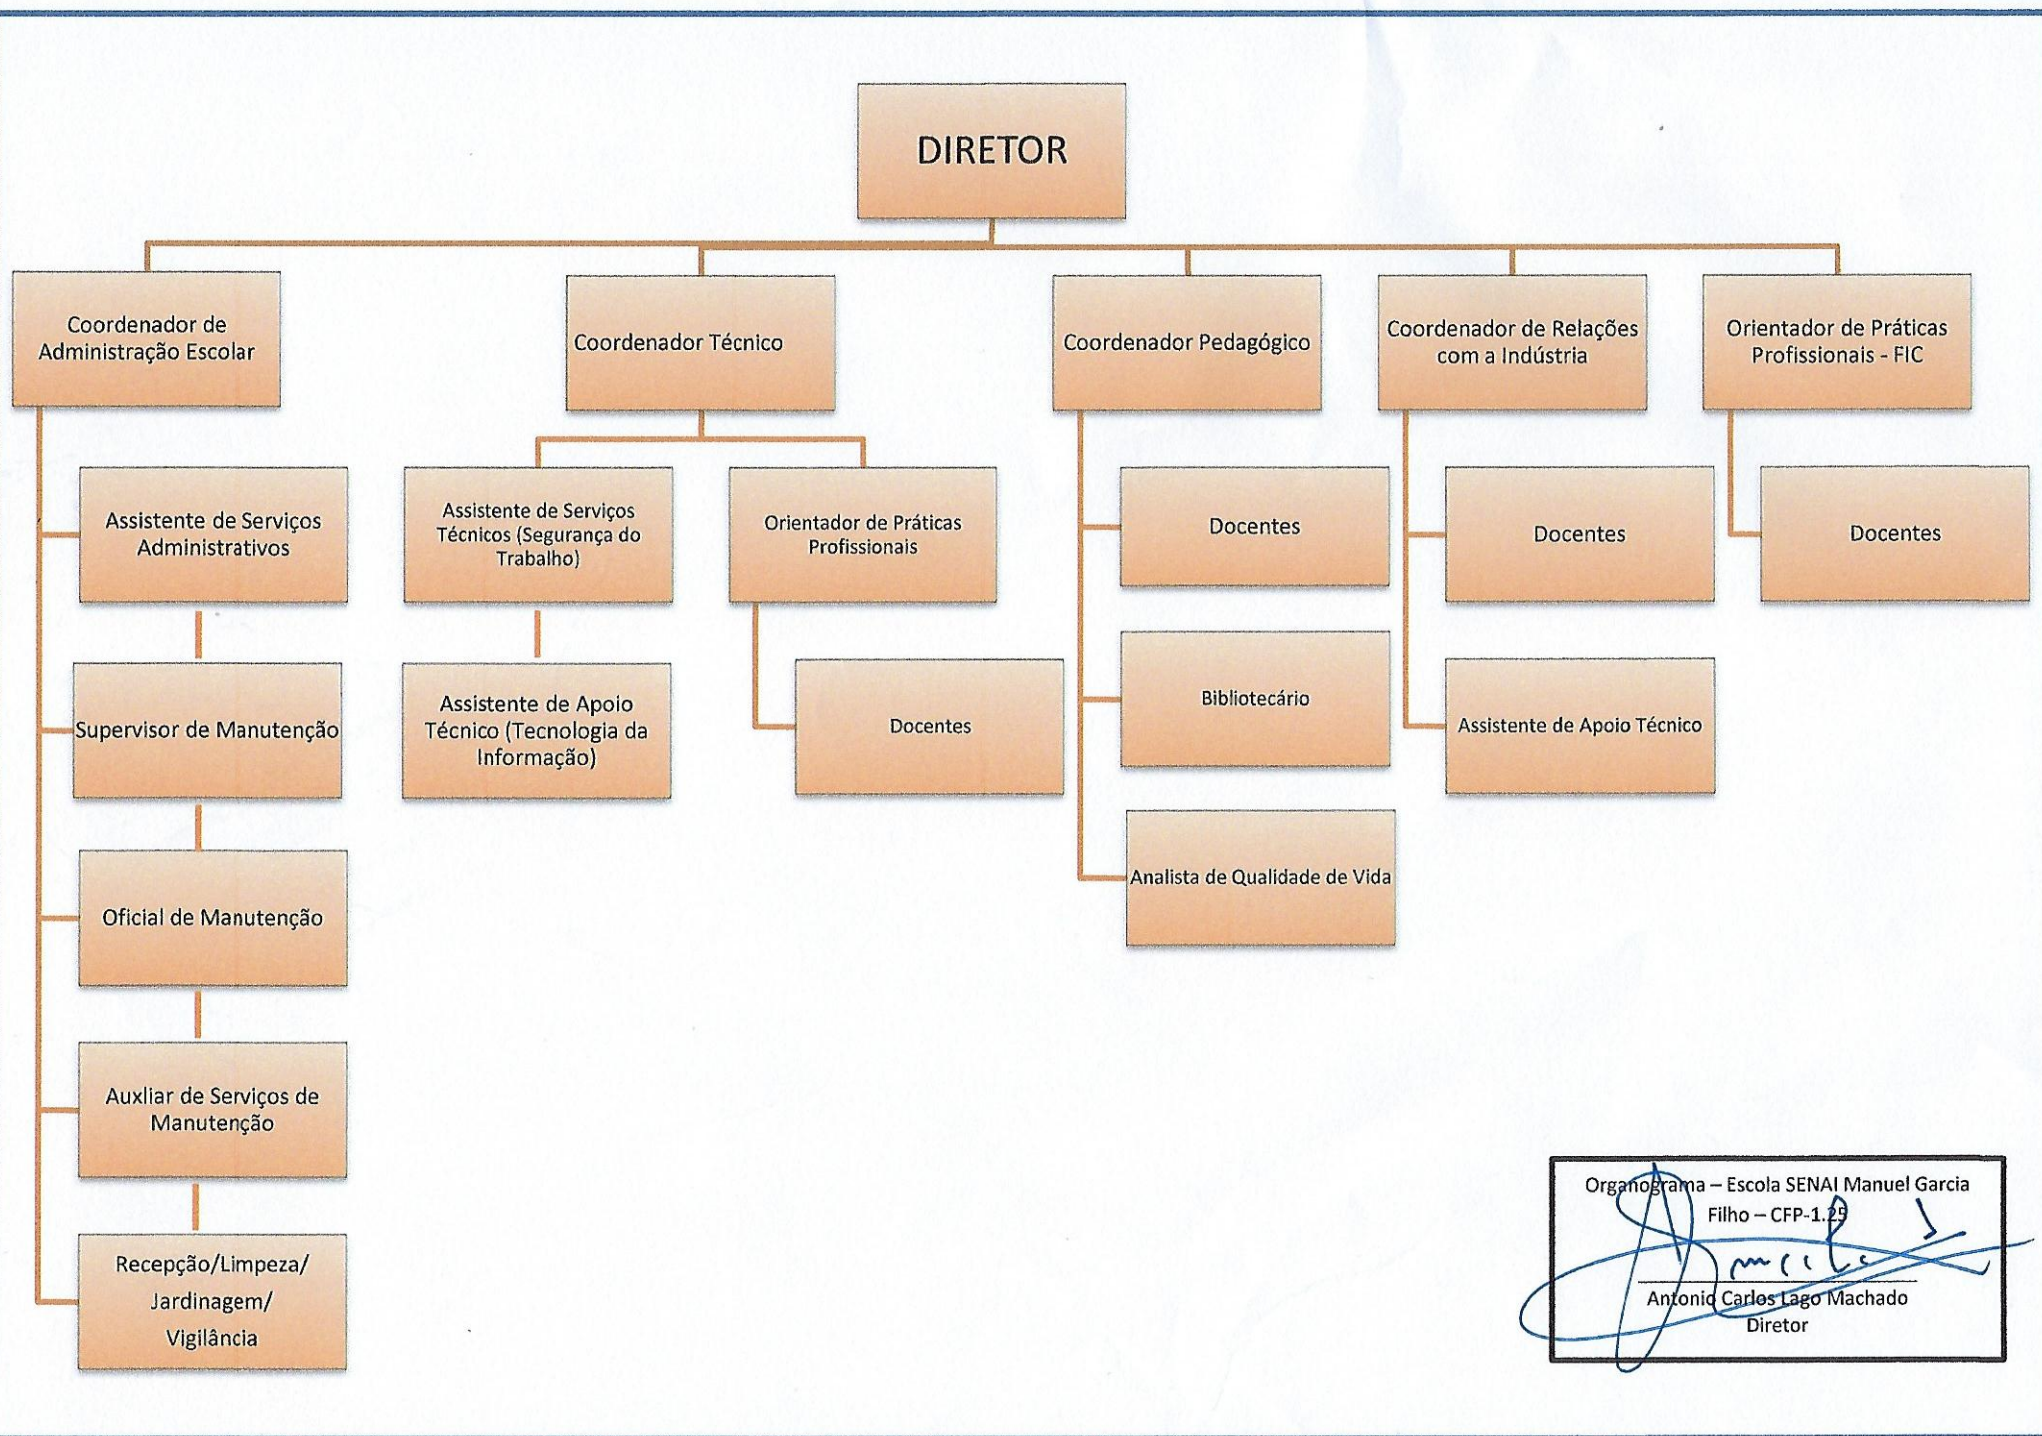 DIRETOR
Coordenador de
Administração Escolar
Coordenador Técnico
Coordenador Pedagógico
Coordenador de Relações
com a Indústria
Orientador de Práticas
Profissionais - FIC
Assistente de Serviços
Administrativos
Supervisor de Manutenção
Oficial de Manutenção
Auxliar de Serviços de
Manutenção
Recepção/Limpeza/
Jardinagem/
Vigilância
Assistente de Serviços
Técnicos (Segurança do
Trabalho)
Assistente de Apoio
Técnico (Tecnologia da
Informação)
Orientador de Práticas
Profissionais
Docentes
Docentes
Bibliotecário
Analista de Qualidade de Vida
Docentes
Assistente de Apoio Técnico
Docentes
Organograma – Escola SENAI Manuel Garcia
Filho – CFP-1.25
Antonio Carlos Lago Machado
Diretor